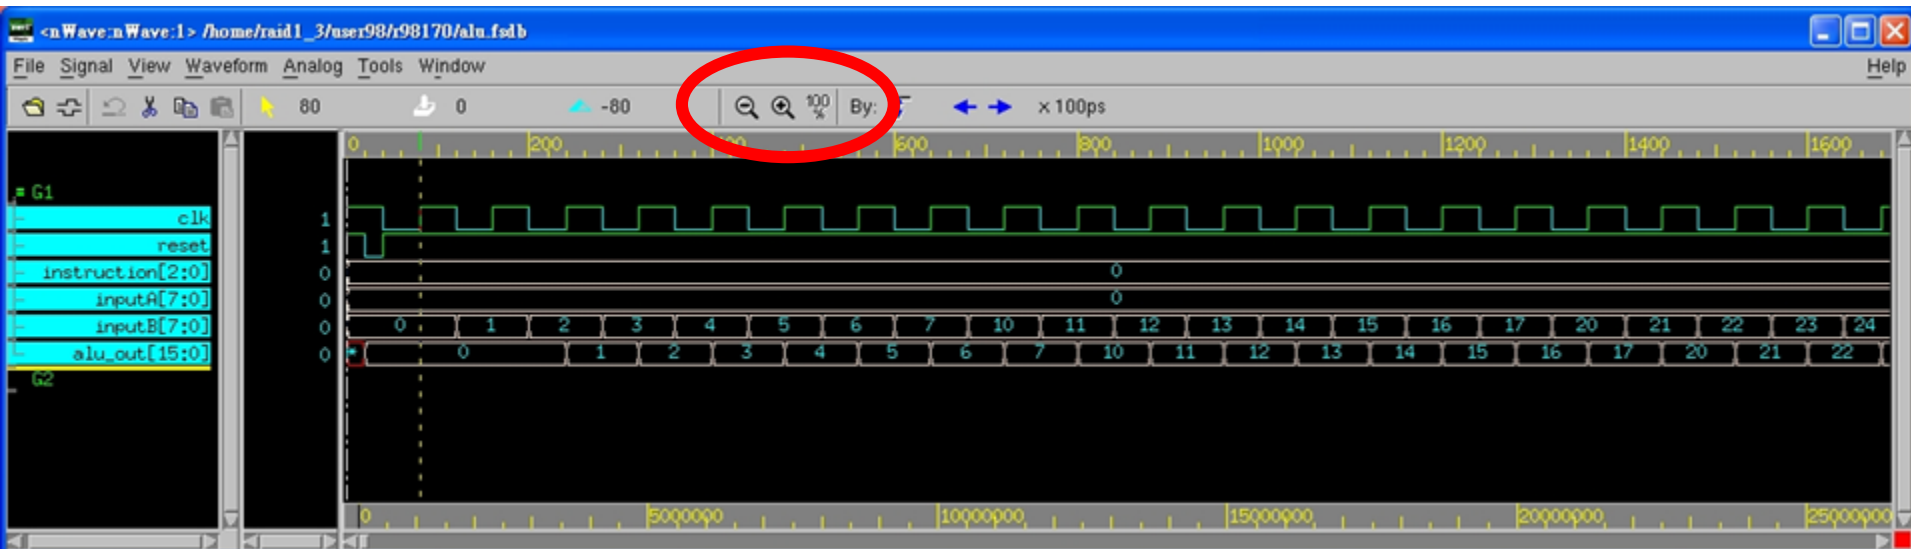 <nWave:nWave:1> /home/raid1_3/user98/r98170/alu.fsdb
File Signal View Waveform Analog Tools Window Help
80 0 -80 100 % By: x 100ps
0 200 600 800 1000 1200 1400 1600
G1
clk 1
reset 1
instruction[2:0] 0 0
inputA[7:0] 0 0
inputB[7:0] 0 0 1 2 3 4 5 6 7 10 11 12 13 14 15 16 17 20 21 22 23 24
alu_out[15:0] 0 * 0 1 2 3 4 5 6 7 10 11 12 13 14 15 16 17 20 21 22
G2
0 5000000 10000000 15000000 20000000 25000000